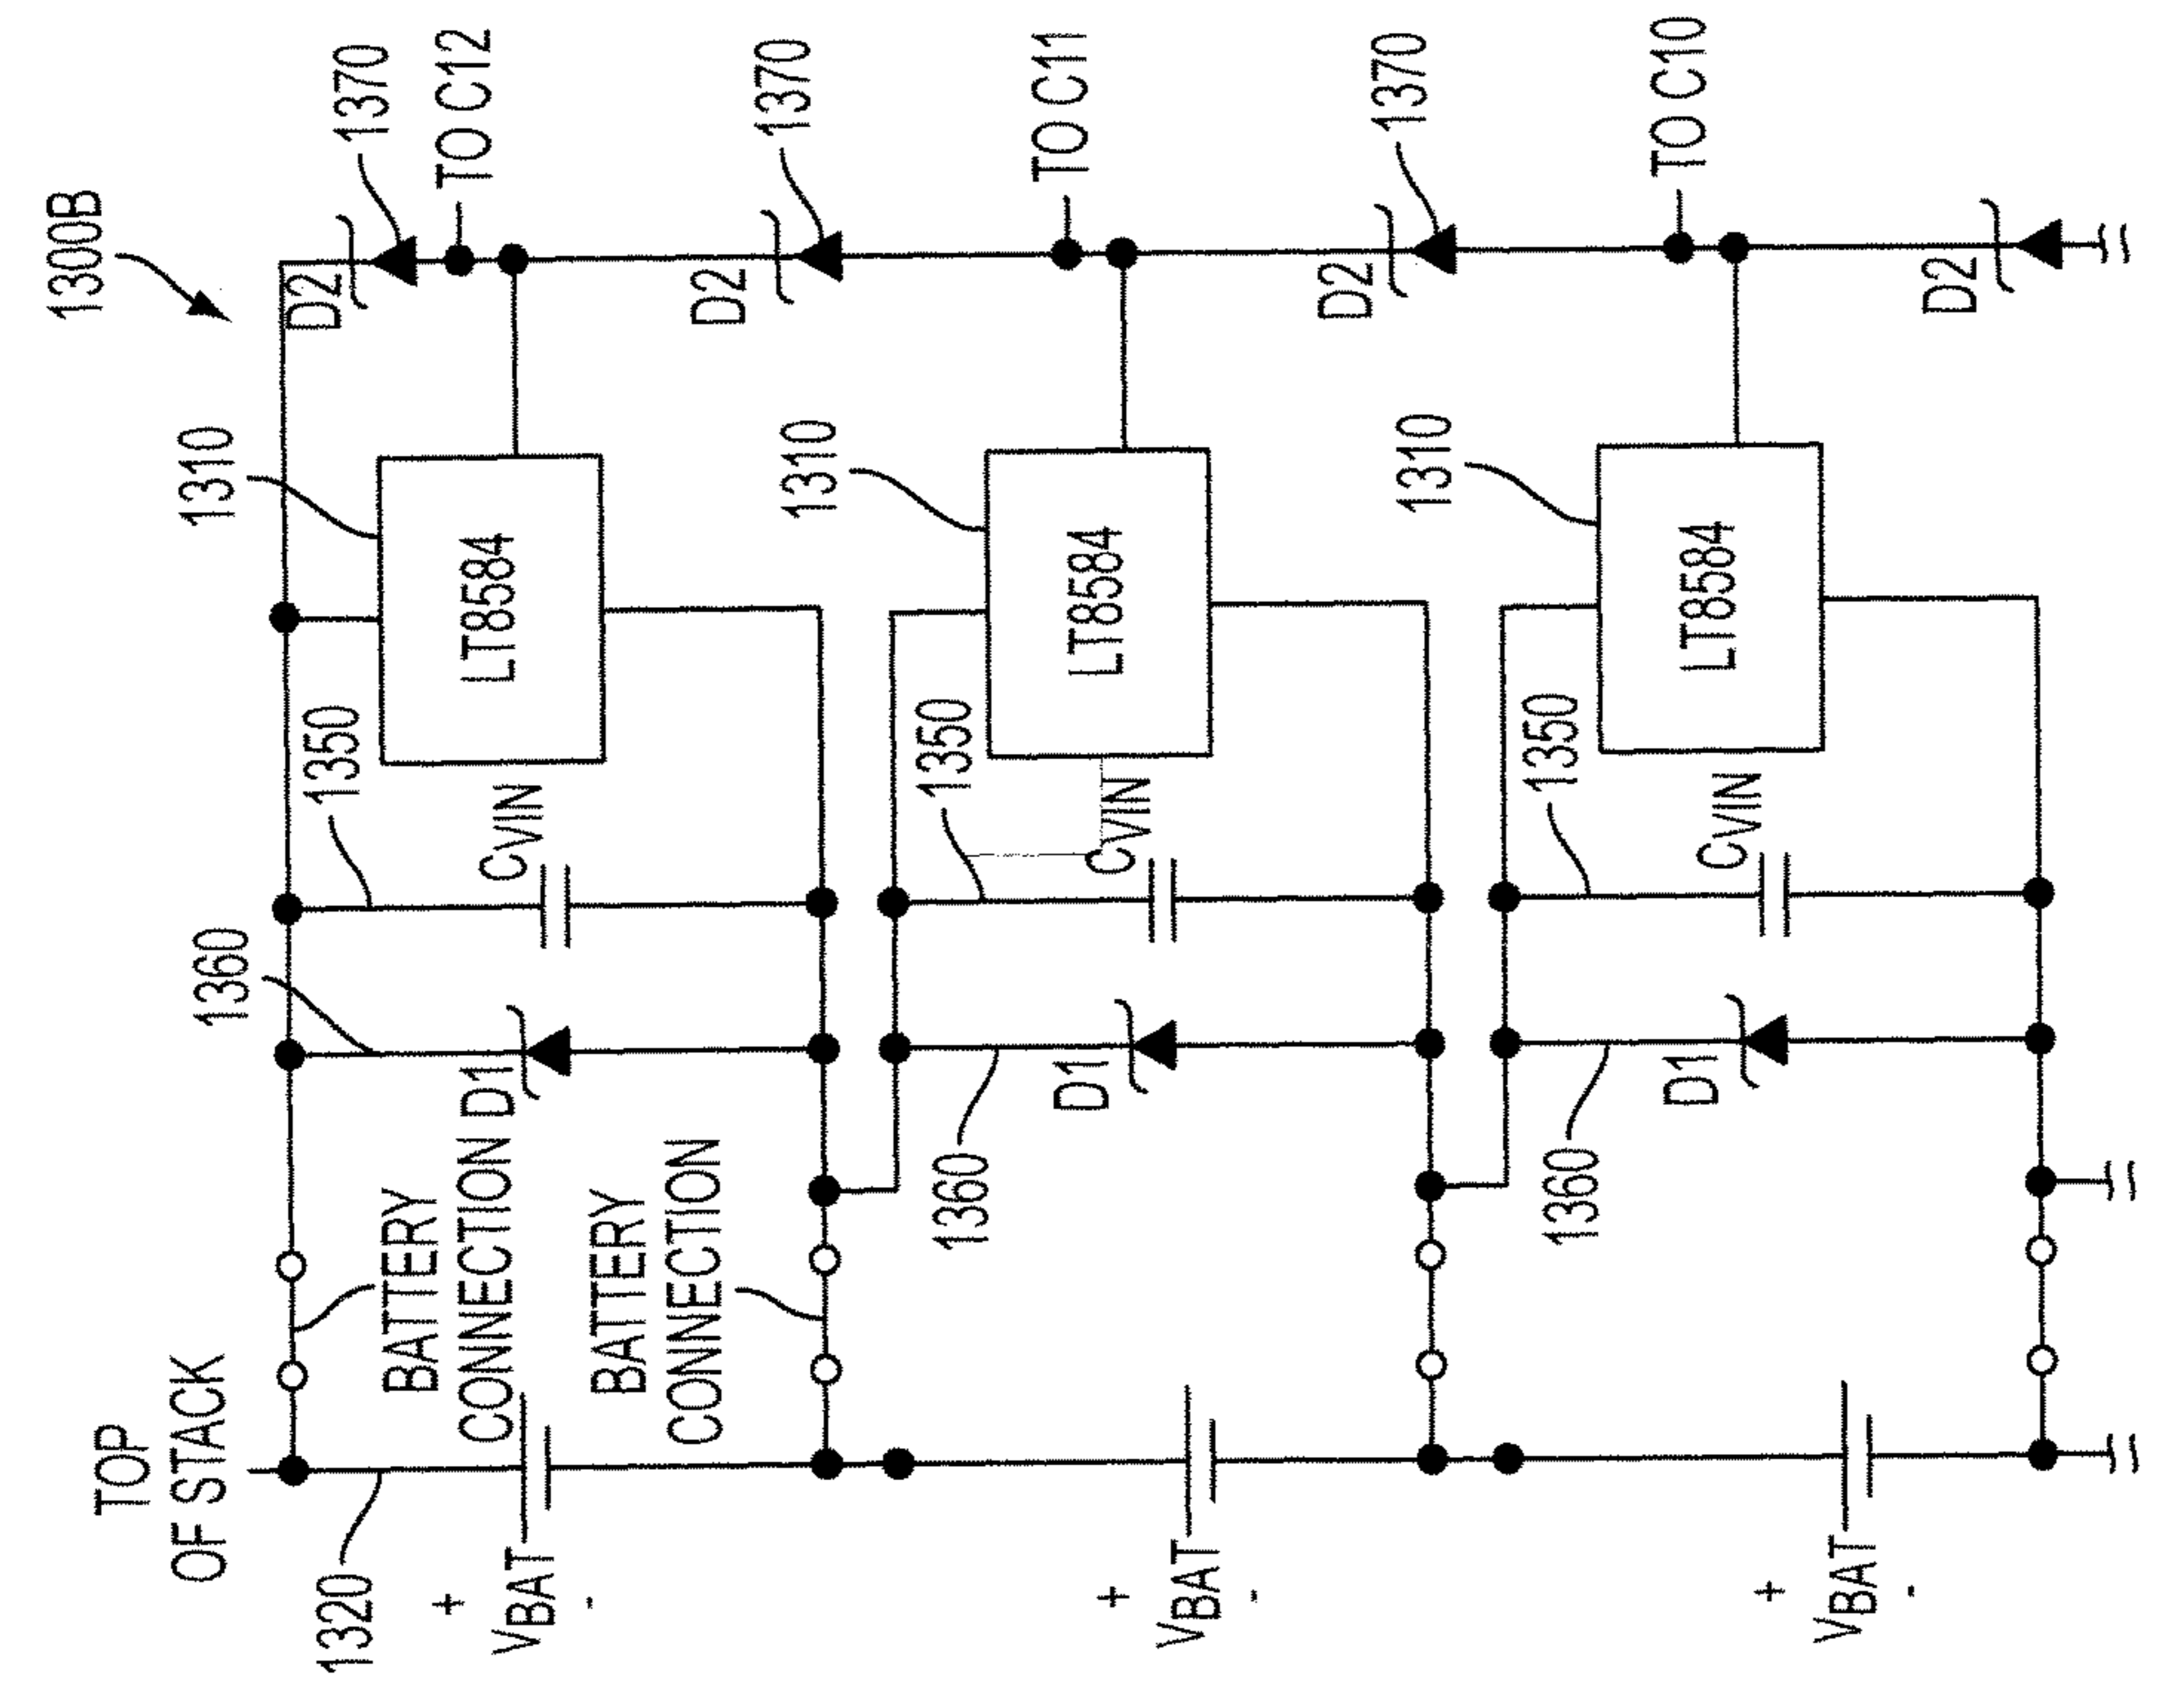 1300B
TOP
OF STACK
1320
+
VBAT
-
BATTERY
CONNECTION
BATTERY
CONNECTION
1360
D1
1350
CVIN
1310
LT8584
D2
1370
TO C12
+
VBAT
-
1360
D1
1350
CVIN
1310
LT8584
D2
1370
TO C11
+
VBAT
-
1360
D1
1350
CVIN
1310
LT8584
D2
1370
TO C10
D2